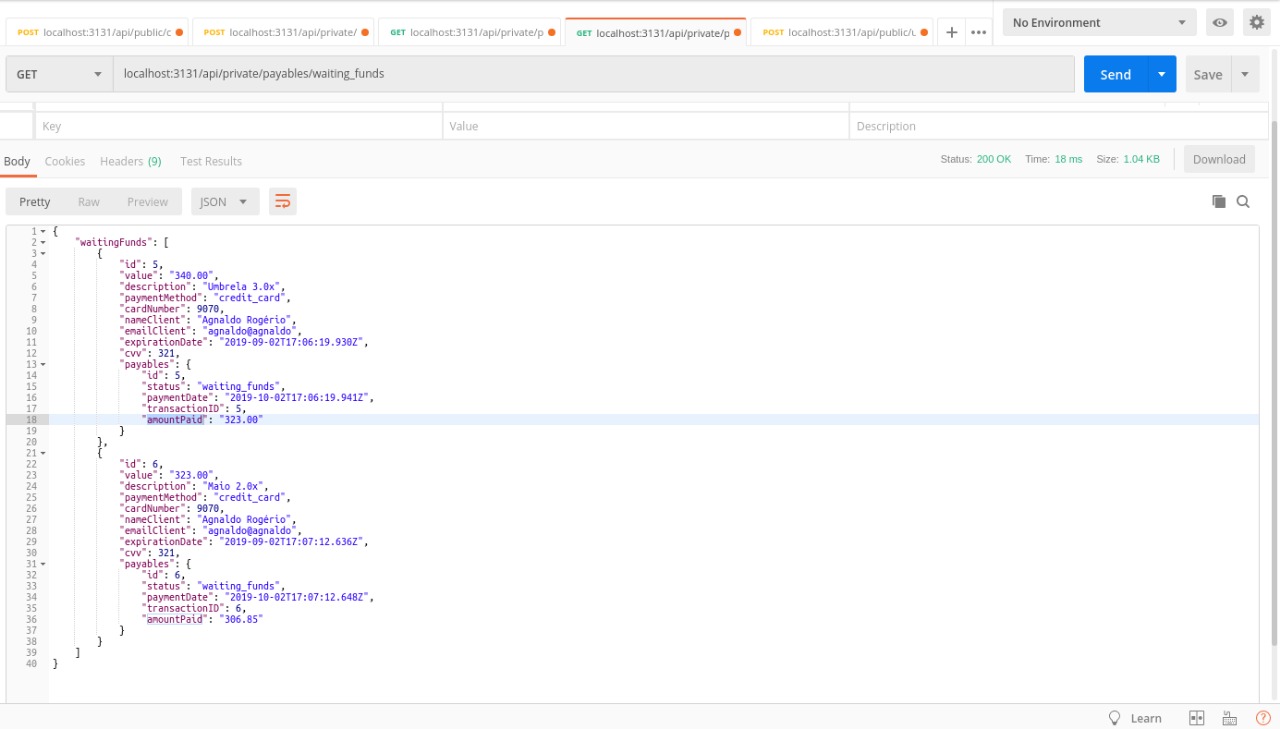 POST localhost:3131/api/public/c POST localhost:3131/api/private/ GET localhost:3131/api/private/p GET localhost:3131/api/private/p POST localhost:3131/api/public/u + ••• No Environment
GET localhost:3131/api/private/payables/waiting_funds Send Save
Key Value Description
Body Cookies Headers (9) Test Results Status: 200 OK Time: 18 ms Size: 1.04 KB Download
Pretty Raw Preview JSON
1 {
2 "waitingFunds": [
3 {
4 "id": 5,
5 "value": "340.00",
6 "description": "Umbrela 3.0x",
7 "paymentMethod": "credit_card",
8 "cardNumber": 9070,
9 "nameClient": "Agnaldo Rogério",
10 "emailClient": "agnaldo@agnaldo",
11 "expirationDate": "2019-09-02T17:06:19.930Z",
12 "cvv": 321,
13 "payables": {
14 "id": 5,
15 "status": "waiting_funds",
16 "paymentDate": "2019-10-02T17:06:19.941Z",
17 "transactionID": 5,
18 "amountPaid": "323.00"
19 }
20 },
21 {
22 "id": 6,
23 "value": "323.00",
24 "description": "Maio 2.0x",
25 "paymentMethod": "credit_card",
26 "cardNumber": 9070,
27 "nameClient": "Agnaldo Rogério",
28 "emailClient": "agnaldo@agnaldo",
29 "expirationDate": "2019-09-02T17:07:12.636Z",
30 "cvv": 321,
31 "payables": {
32 "id": 6,
33 "status": "waiting_funds",
34 "paymentDate": "2019-10-02T17:07:12.648Z",
35 "transactionID": 6,
36 "amountPaid": "306.85"
37 }
38 }
39 ]
40 }
Learn